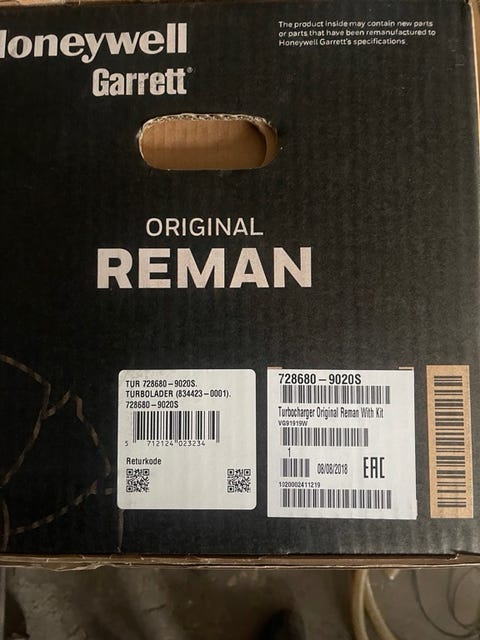 Honeywell
Garrett®
The product inside may contain new parts
or parts that have been remanufactured to
Honeywell Garrett's specifications.
ORIGINAL
REMAN
TUR 728680-9020S.
TURBOLADER (834423-0001).
728680-9020S
5 712124 023234
Returkode
728680-9020S
Turbocharger Original Reman With Kit
VG91919W
1
08/08/2018
EAC
1020002411219